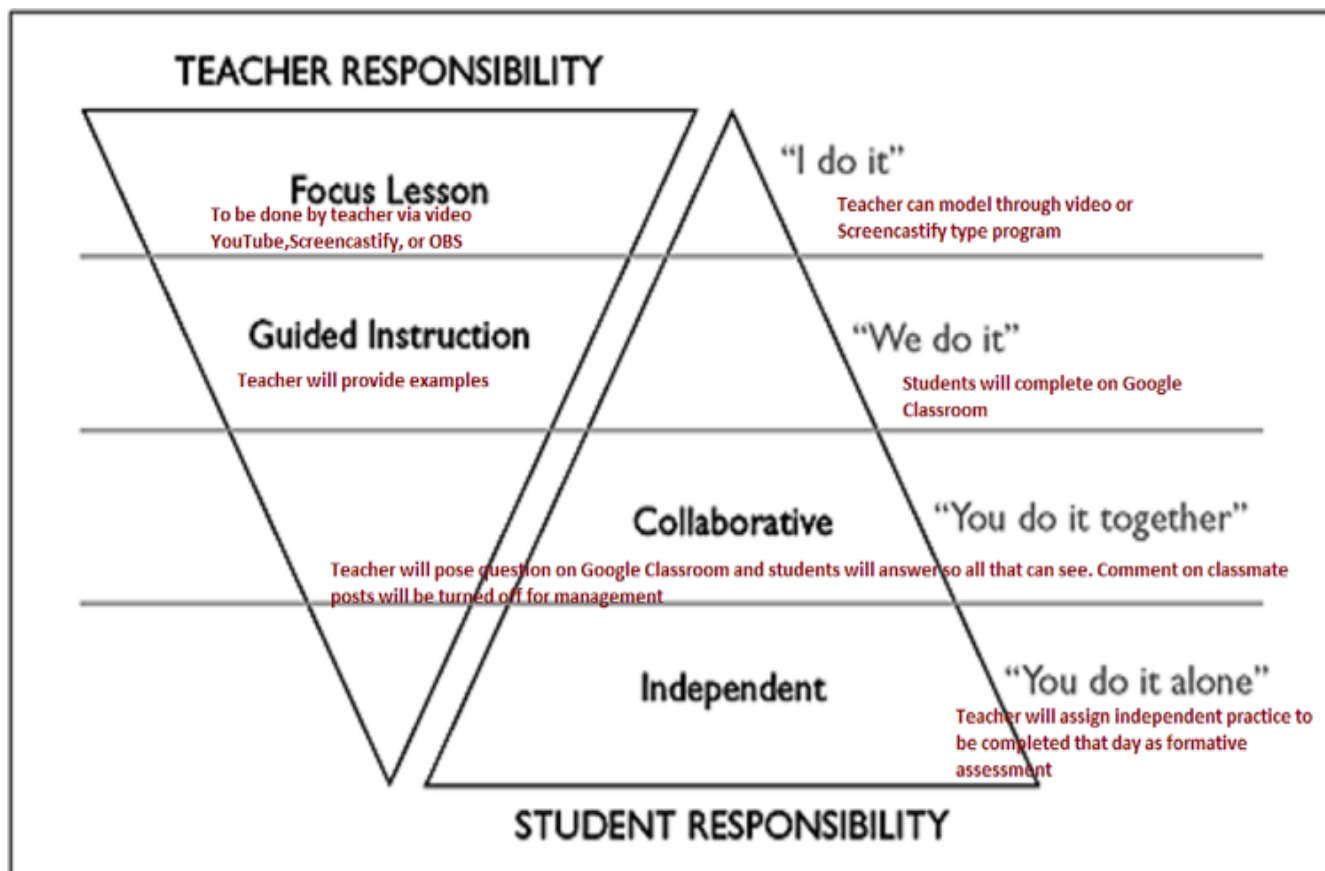 TEACHER RESPONSIBILITY
Focus Lesson
To be done by teacher via video
YouTube,Screencastify, or OBS
“I do it”
Teacher can model through video or
Screencastify type program
Guided Instruction
Teacher will provide examples
“We do it”
Students will complete on Google
Classroom
Collaborative
“You do it together”
Teacher will pose question on Google Classroom and students will answer so all that can see. Comment on classmate
posts will be turned off for management
Independent
“You do it alone”
Teacher will assign independent practice to
be completed that day as formative
assessment
STUDENT RESPONSIBILITY